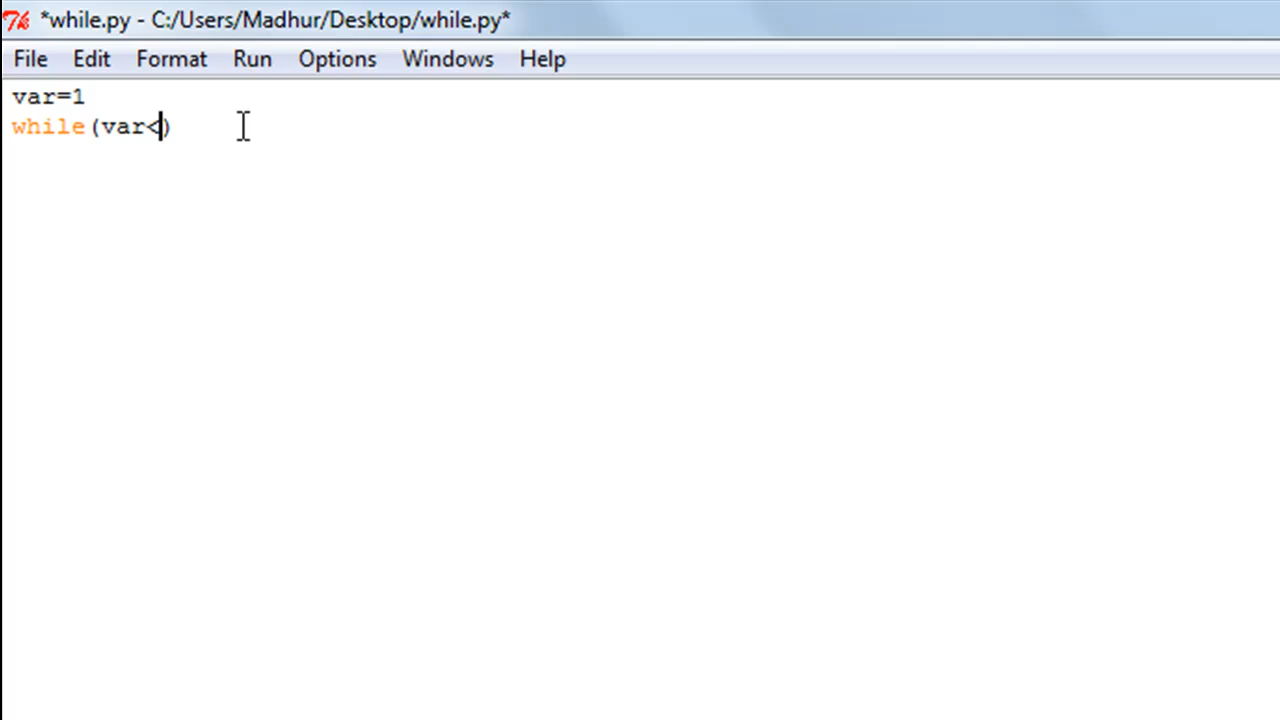 *while.py - C:/Users/Madhur/Desktop/while.py*
File Edit Format Run Options Windows Help
var=1
while(var<)